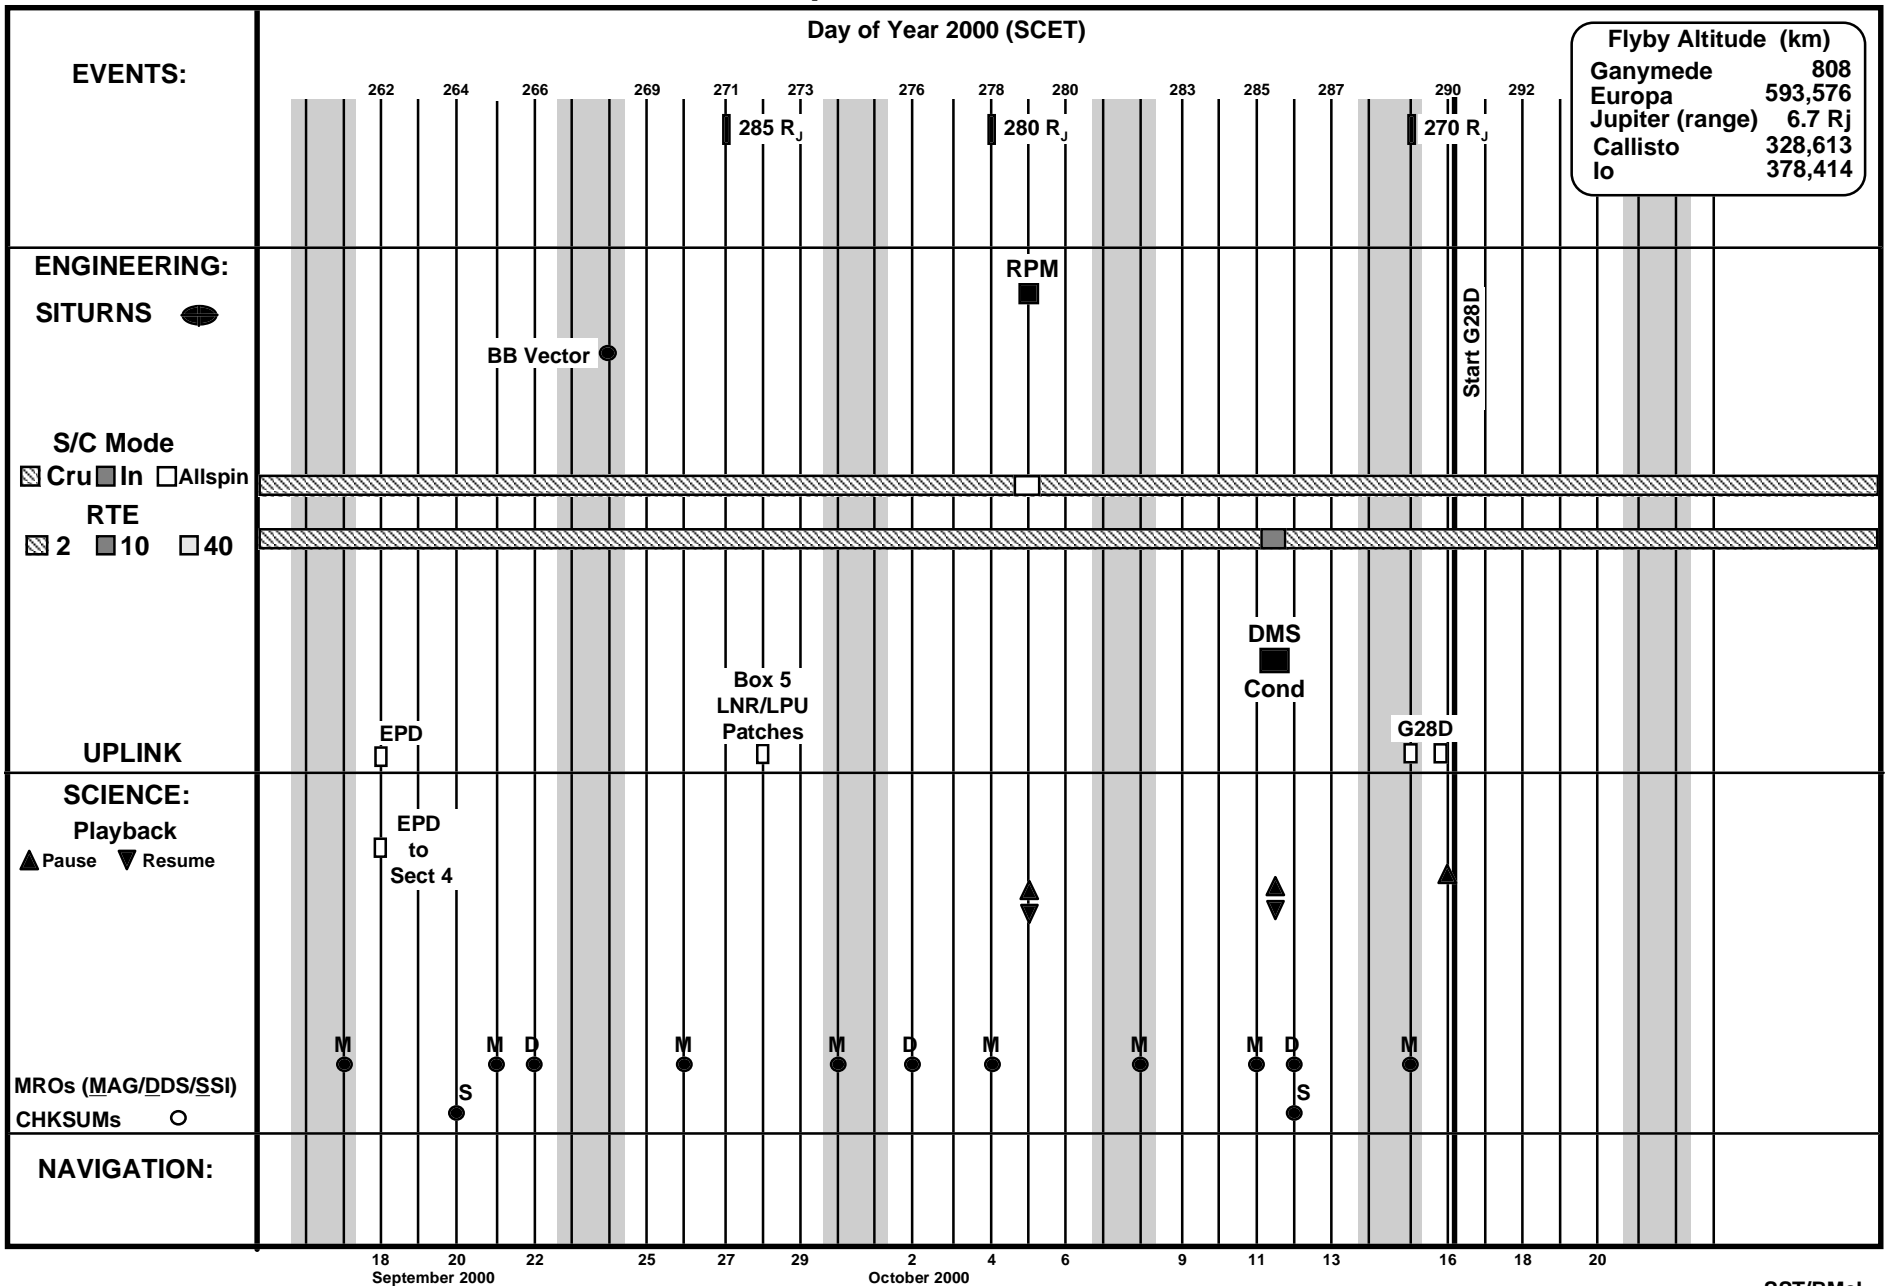 Day of Year 2000 (SCET)
Flyby Altitude (km)
Ganymede 808
Europa 593,576
Jupiter (range) 6.7 Rj
Callisto 328,613
Io 378,414
EVENTS:
262 264 266 269 271 273 276 278 280 283 285 287 290 292
285 RJ 280 RJ 270 RJ
ENGINEERING:
RPM
SITURNS
Start G28D
BB Vector
S/C Mode
Cru In Allspin
RTE
2 10 40
DMS
Cond
Box 5
LNR/LPU
Patches
EPD
G28D
UPLINK
SCIENCE:
Playback
Pause Resume
EPD
to
Sect 4
M M D M M D M M M D M
S S
MROs (MAG/DDS/SSI)
CHKSUMs
NAVIGATION:
18 20 22 25 27 29 2 4 6 9 11 13 16 18 20
September 2000 October 2000